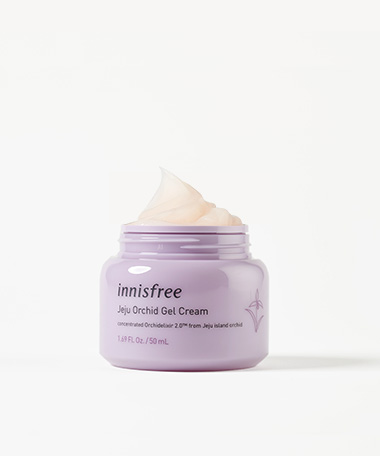 innisfree
Jeju Orchid Gel Cream
concentrated Orchidelixir 2.0™ from Jeju island orchid
1.69 FL Oz. / 50 mL